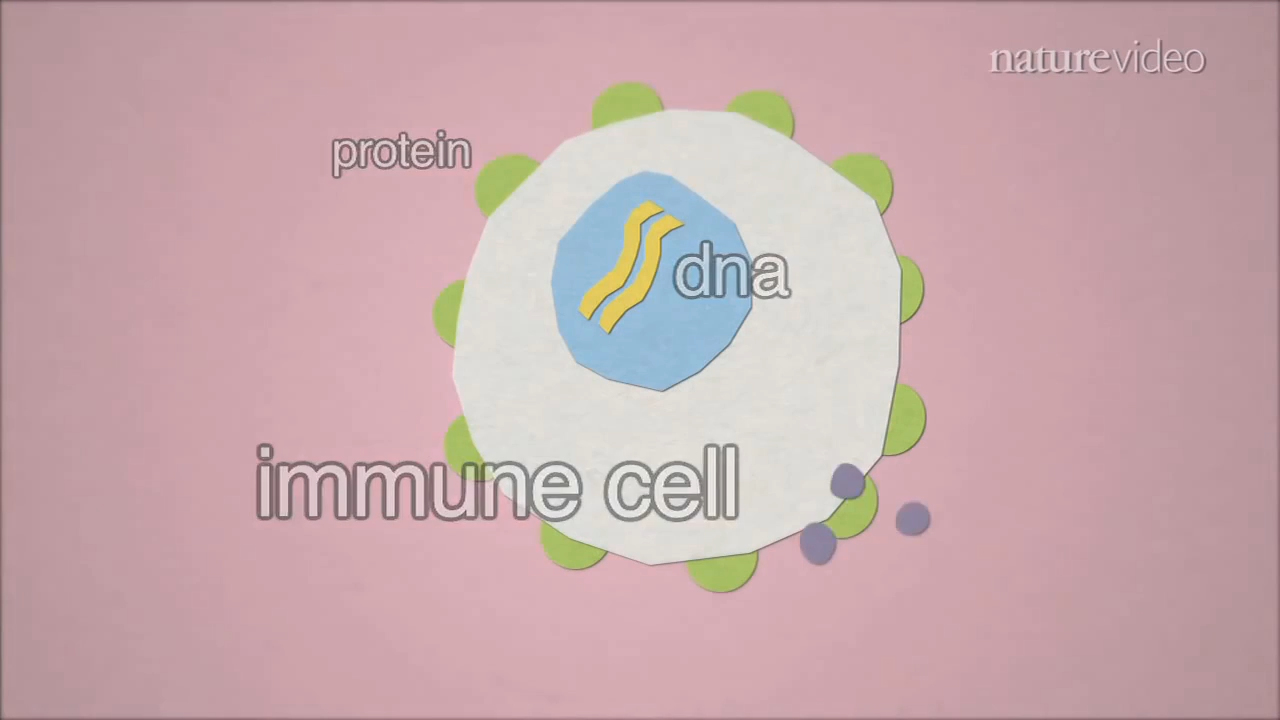 naturevideo
protein
dna
immune cell